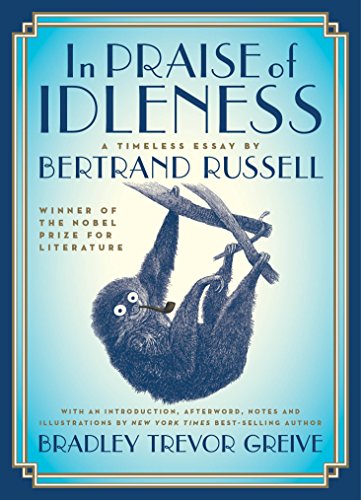 In PRAISE of
IDLENESS
A TIMELESS ESSAY BY
BERTRAND RUSSELL
WINNER OF
THE NOBEL
PRIZE FOR
LITERATURE
WITH AN INTRODUCTION, AFTERWORD, NOTES AND
ILLUSTRATIONS BY NEW YORK TIMES BEST-SELLING AUTHOR
BRADLEY TREVOR GREIVE